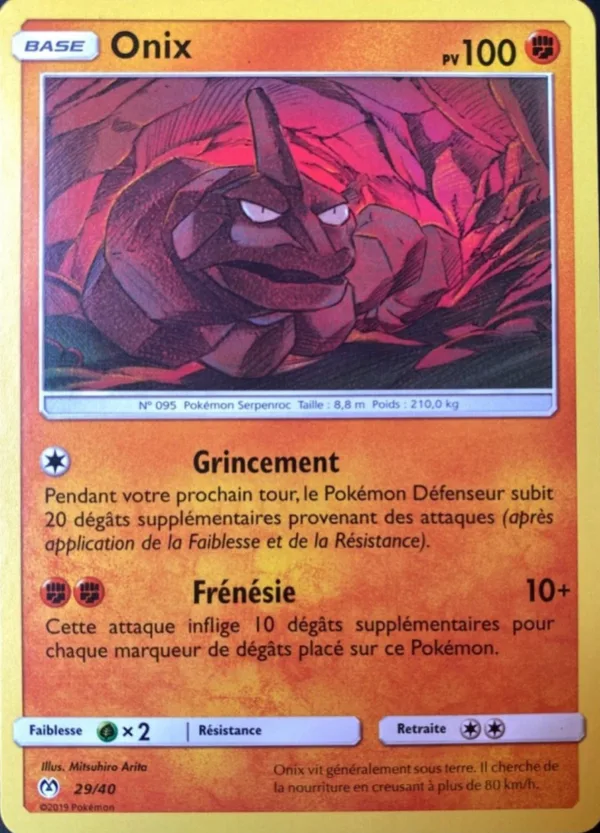 BASE Onix PV100
N° 095 Pokémon Serpenroc Taille : 8,8 m Poids : 210,0 kg
Grincement
Pendant votre prochain tour, le Pokémon Défenseur subit
20 dégâts supplémentaires provenant des attaques (après
application de la Faiblesse et de la Résistance).
Frénésie 10+
Cette attaque inflige 10 dégâts supplémentaires pour
chaque marqueur de dégâts placé sur ce Pokémon.
Faiblesse ×2 Résistance Retraite
Illus. Mitsuhiro Arita
29/40
©2019 Pokémon
Onix vit généralement sous terre. Il cherche de
la nourriture en creusant à plus de 80 km/h.